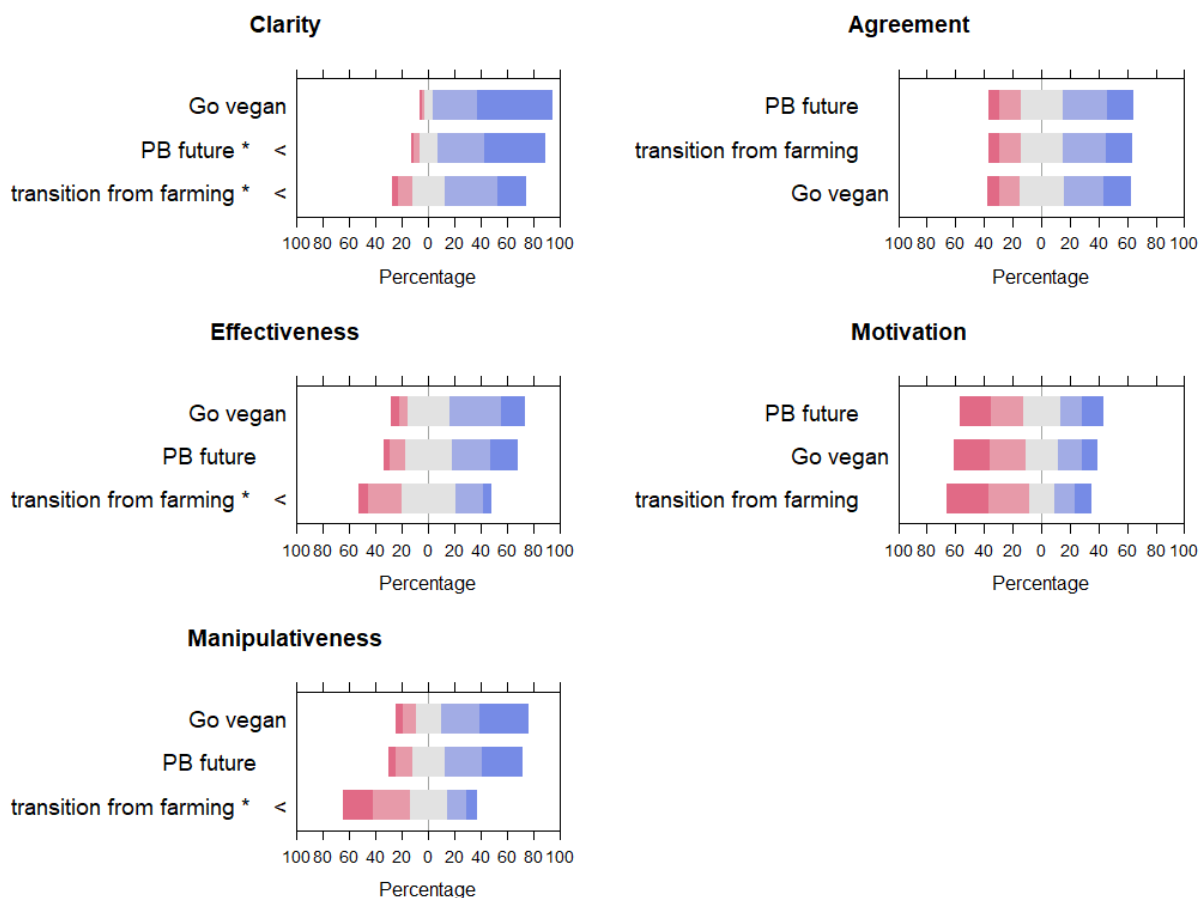 Clarity
Go vegan
PB future * <
transition from farming * <
100 80 60 40 20 0 20 40 60 80 100
Percentage
Agreement
PB future
transition from farming
Go vegan
100 80 60 40 20 0 20 40 60 80 100
Percentage
Effectiveness
Go vegan
PB future
transition from farming * <
100 80 60 40 20 0 20 40 60 80 100
Percentage
Motivation
PB future
Go vegan
transition from farming
100 80 60 40 20 0 20 40 60 80 100
Percentage
Manipulativeness
Go vegan
PB future
transition from farming * <
100 80 60 40 20 0 20 40 60 80 100
Percentage